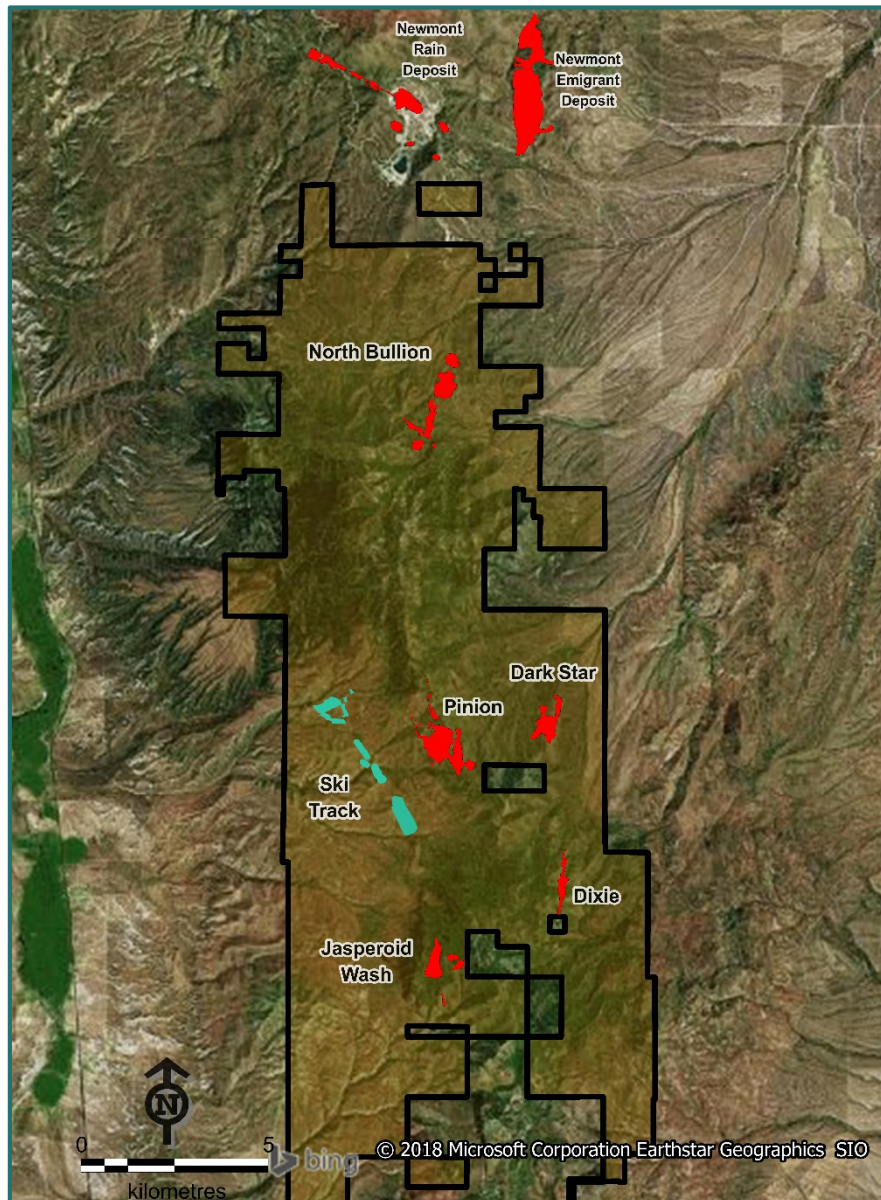 Newmont
Rain
Deposit
Newmont
Emigrant
Deposit
North Bullion
Dark Star
Pinion
Ski
Track
Dixie
Jasperoid
Wash
N
0 5
kilometres
bing
© 2018 Microsoft Corporation Earthstar Geographics SIO